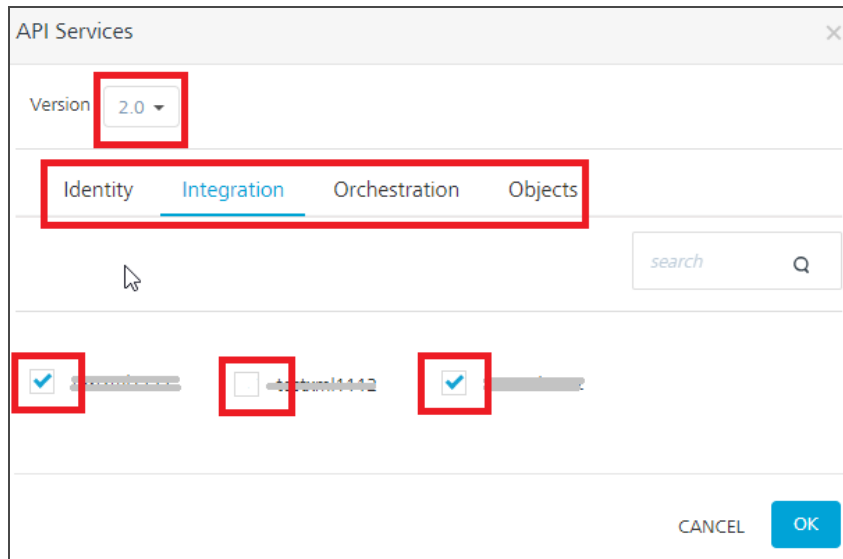 API Services
Version 2.0
Identity Integration Orchestration Objects
search
CANCEL OK